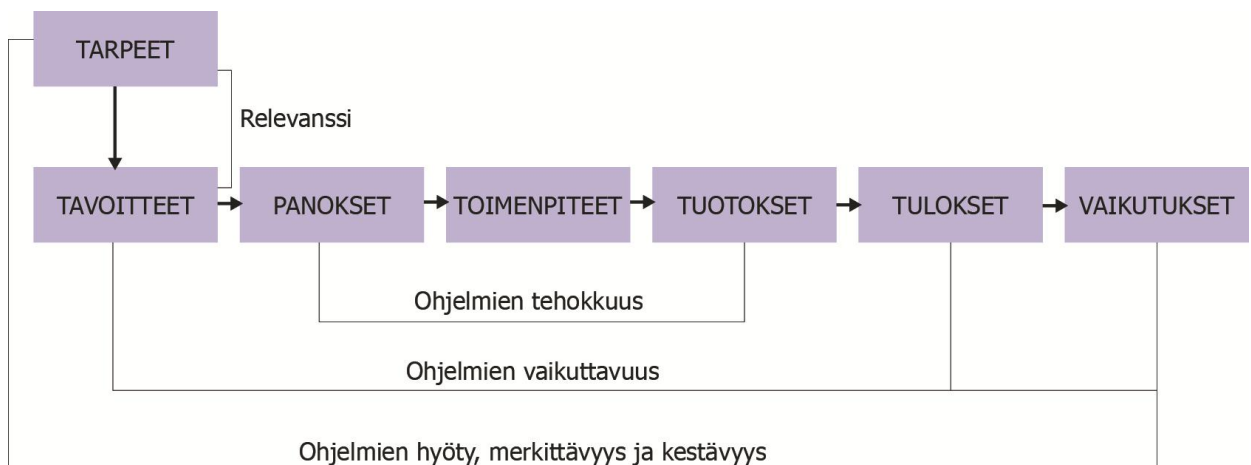 TARPEET
Relevanssi
TAVOITTEET
PANOKSET
TOIMENPITEET
TUOTOKSET
TULOKSET
VAIKUTUKSET
Ohjelmien tehokkuus
Ohjelmien vaikuttavuus
Ohjelmien hyöty, merkittävyys ja kestävyys